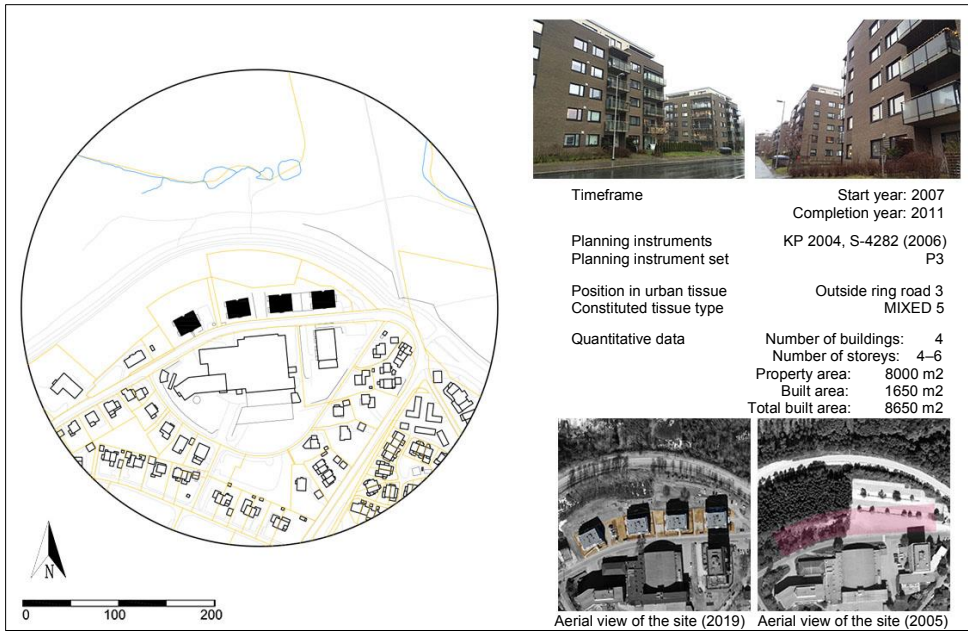 Timeframe Start year: 2007
Completion year: 2011
Planning instruments KP 2004, S-4282 (2006)
Planning instrument set P3
Position in urban tissue Outside ring road 3
Constituted tissue type MIXED 5
Quantitative data Number of buildings: 4
Number of storeys: 4–6
Property area: 8000 m2
Built area: 1650 m2
Total built area: 8650 m2
N
0 100 200
Aerial view of the site (2019) Aerial view of the site (2005)